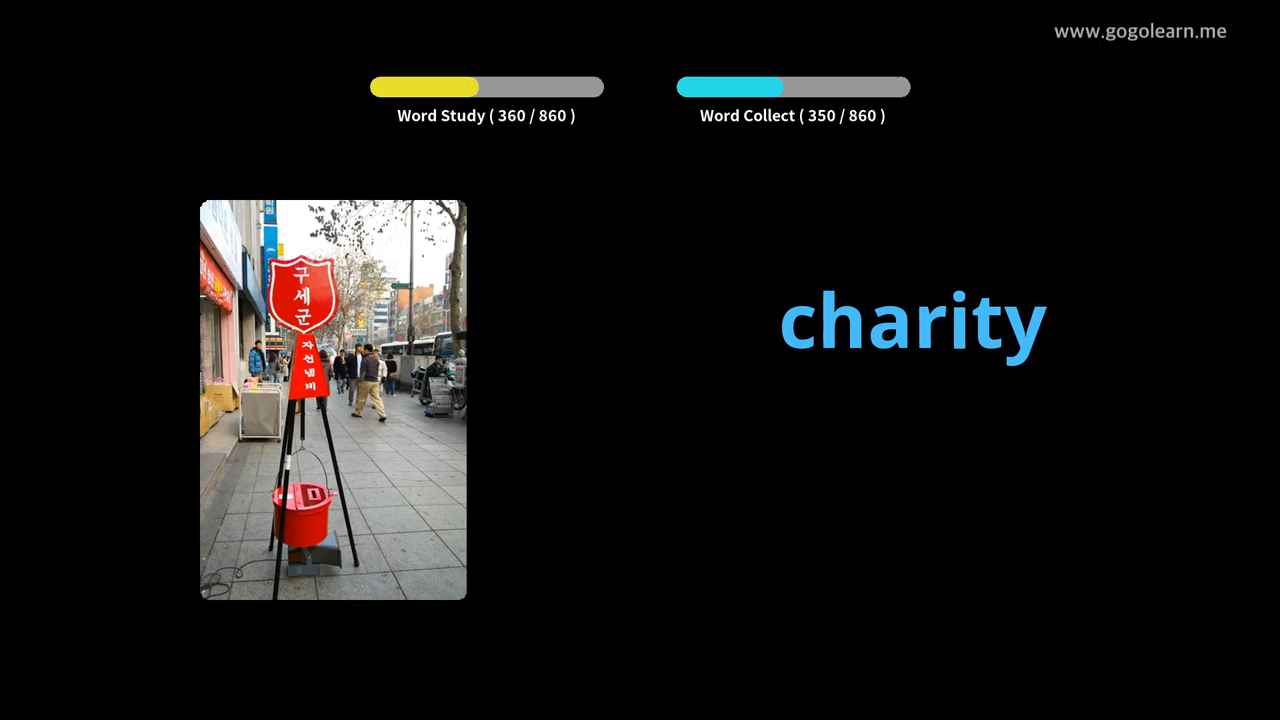 www.gogolearn.me
Word Study ( 360 / 860 )
Word Collect ( 350 / 860 )
구
세
군
자
선
냄
비
charity